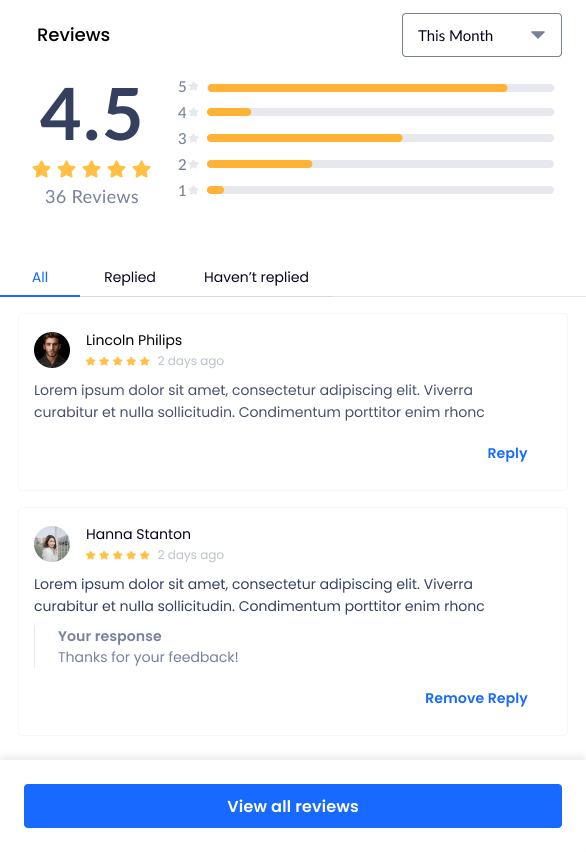 Reviews
This Month
4.5
36 Reviews
5
4
3
2
1
All
Replied
Haven’t replied
Lincoln Philips
2 days ago
Lorem ipsum dolor sit amet, consectetur adipiscing elit. Viverra
curabitur et nulla sollicitudin. Condimentum porttitor enim rhonc
Reply
Hanna Stanton
2 days ago
Lorem ipsum dolor sit amet, consectetur adipiscing elit. Viverra
curabitur et nulla sollicitudin. Condimentum porttitor enim rhonc
Your response
Thanks for your feedback!
Remove Reply
View all reviews